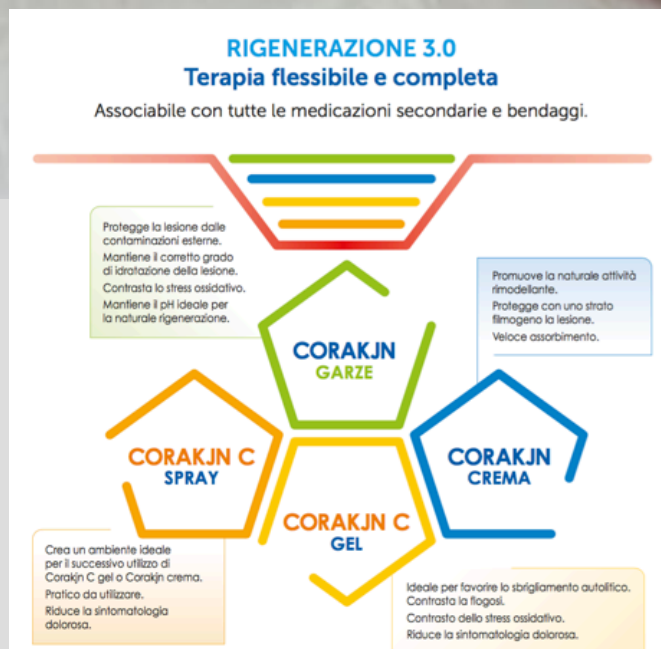 RIGENERAZIONE 3.0
Terapia flessibile e completa
Associabile con tutte le medicazioni secondarie e bendaggi.
Protegge la lesione dalle
contaminazioni esterne.
Mantiene il corretto grado
di idratazione della lesione.
Contrasta lo stress ossidativo.
Mantiene il pH ideale per
la naturale rigenerazione.
Promuove la naturale attività
rimodellante.
Protegge con uno strato
filmogeno la lesione.
Veloce assorbimento.
CORAKJN
GARZE
CORAKJN C
SPRAY
CORAKJN
CREMA
CORAKJN C
GEL
Crea un ambiente ideale
per il successivo utilizzo di
Corakjn C gel o Corakjn crema.
Pratico da utilizzare.
Riduce la sintomatologia
dolorosa.
Ideale per favorire lo sbrigliamento autolitico.
Contrasta la flogosi.
Contrasto dello stress ossidativo.
Riduce la sintomatologia dolorosa.